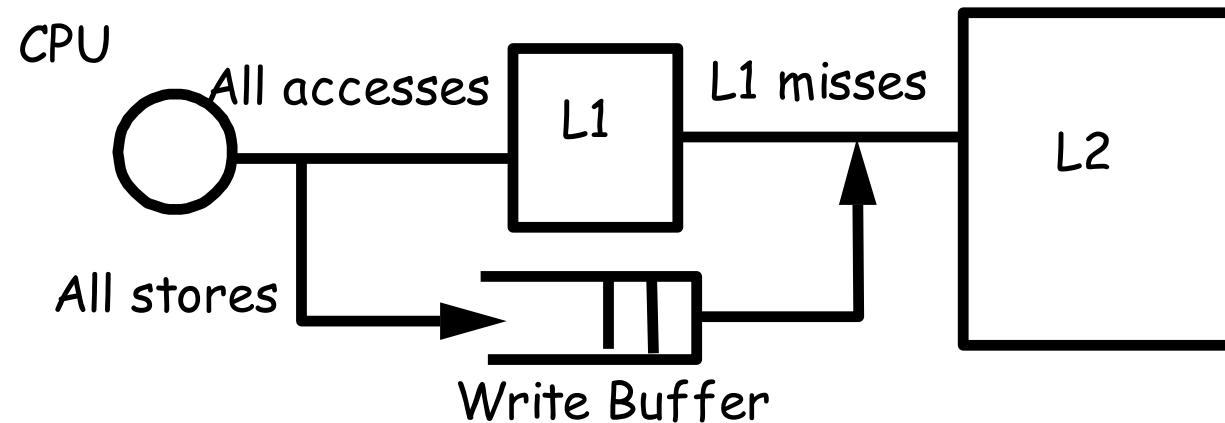 CPU
All accesses
L1
L1 misses
L2
All stores
Write Buffer